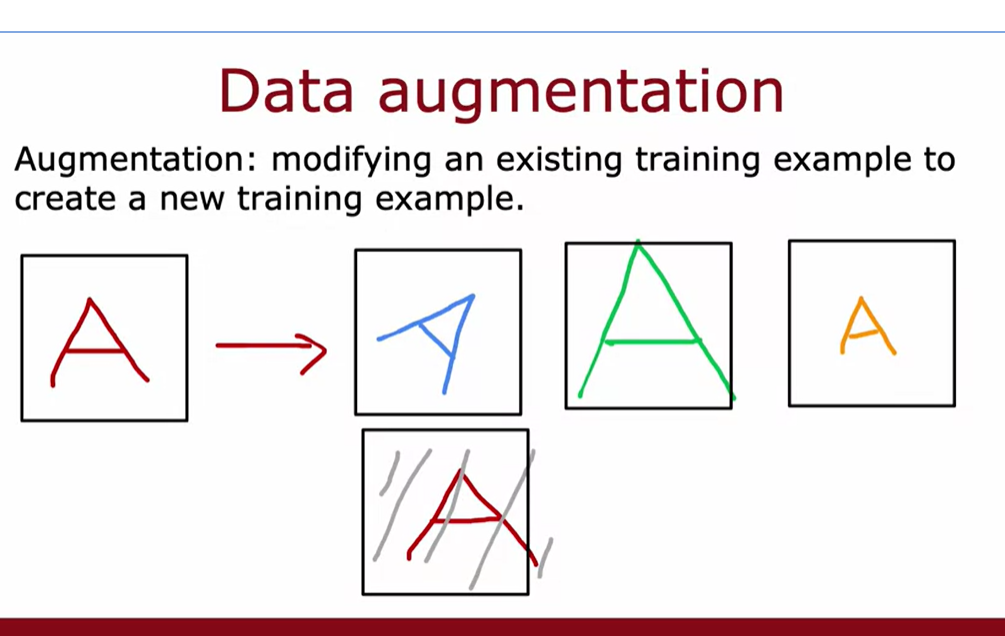 Data augmentation
Augmentation: modifying an existing training example to
create a new training example.
A A A A
A